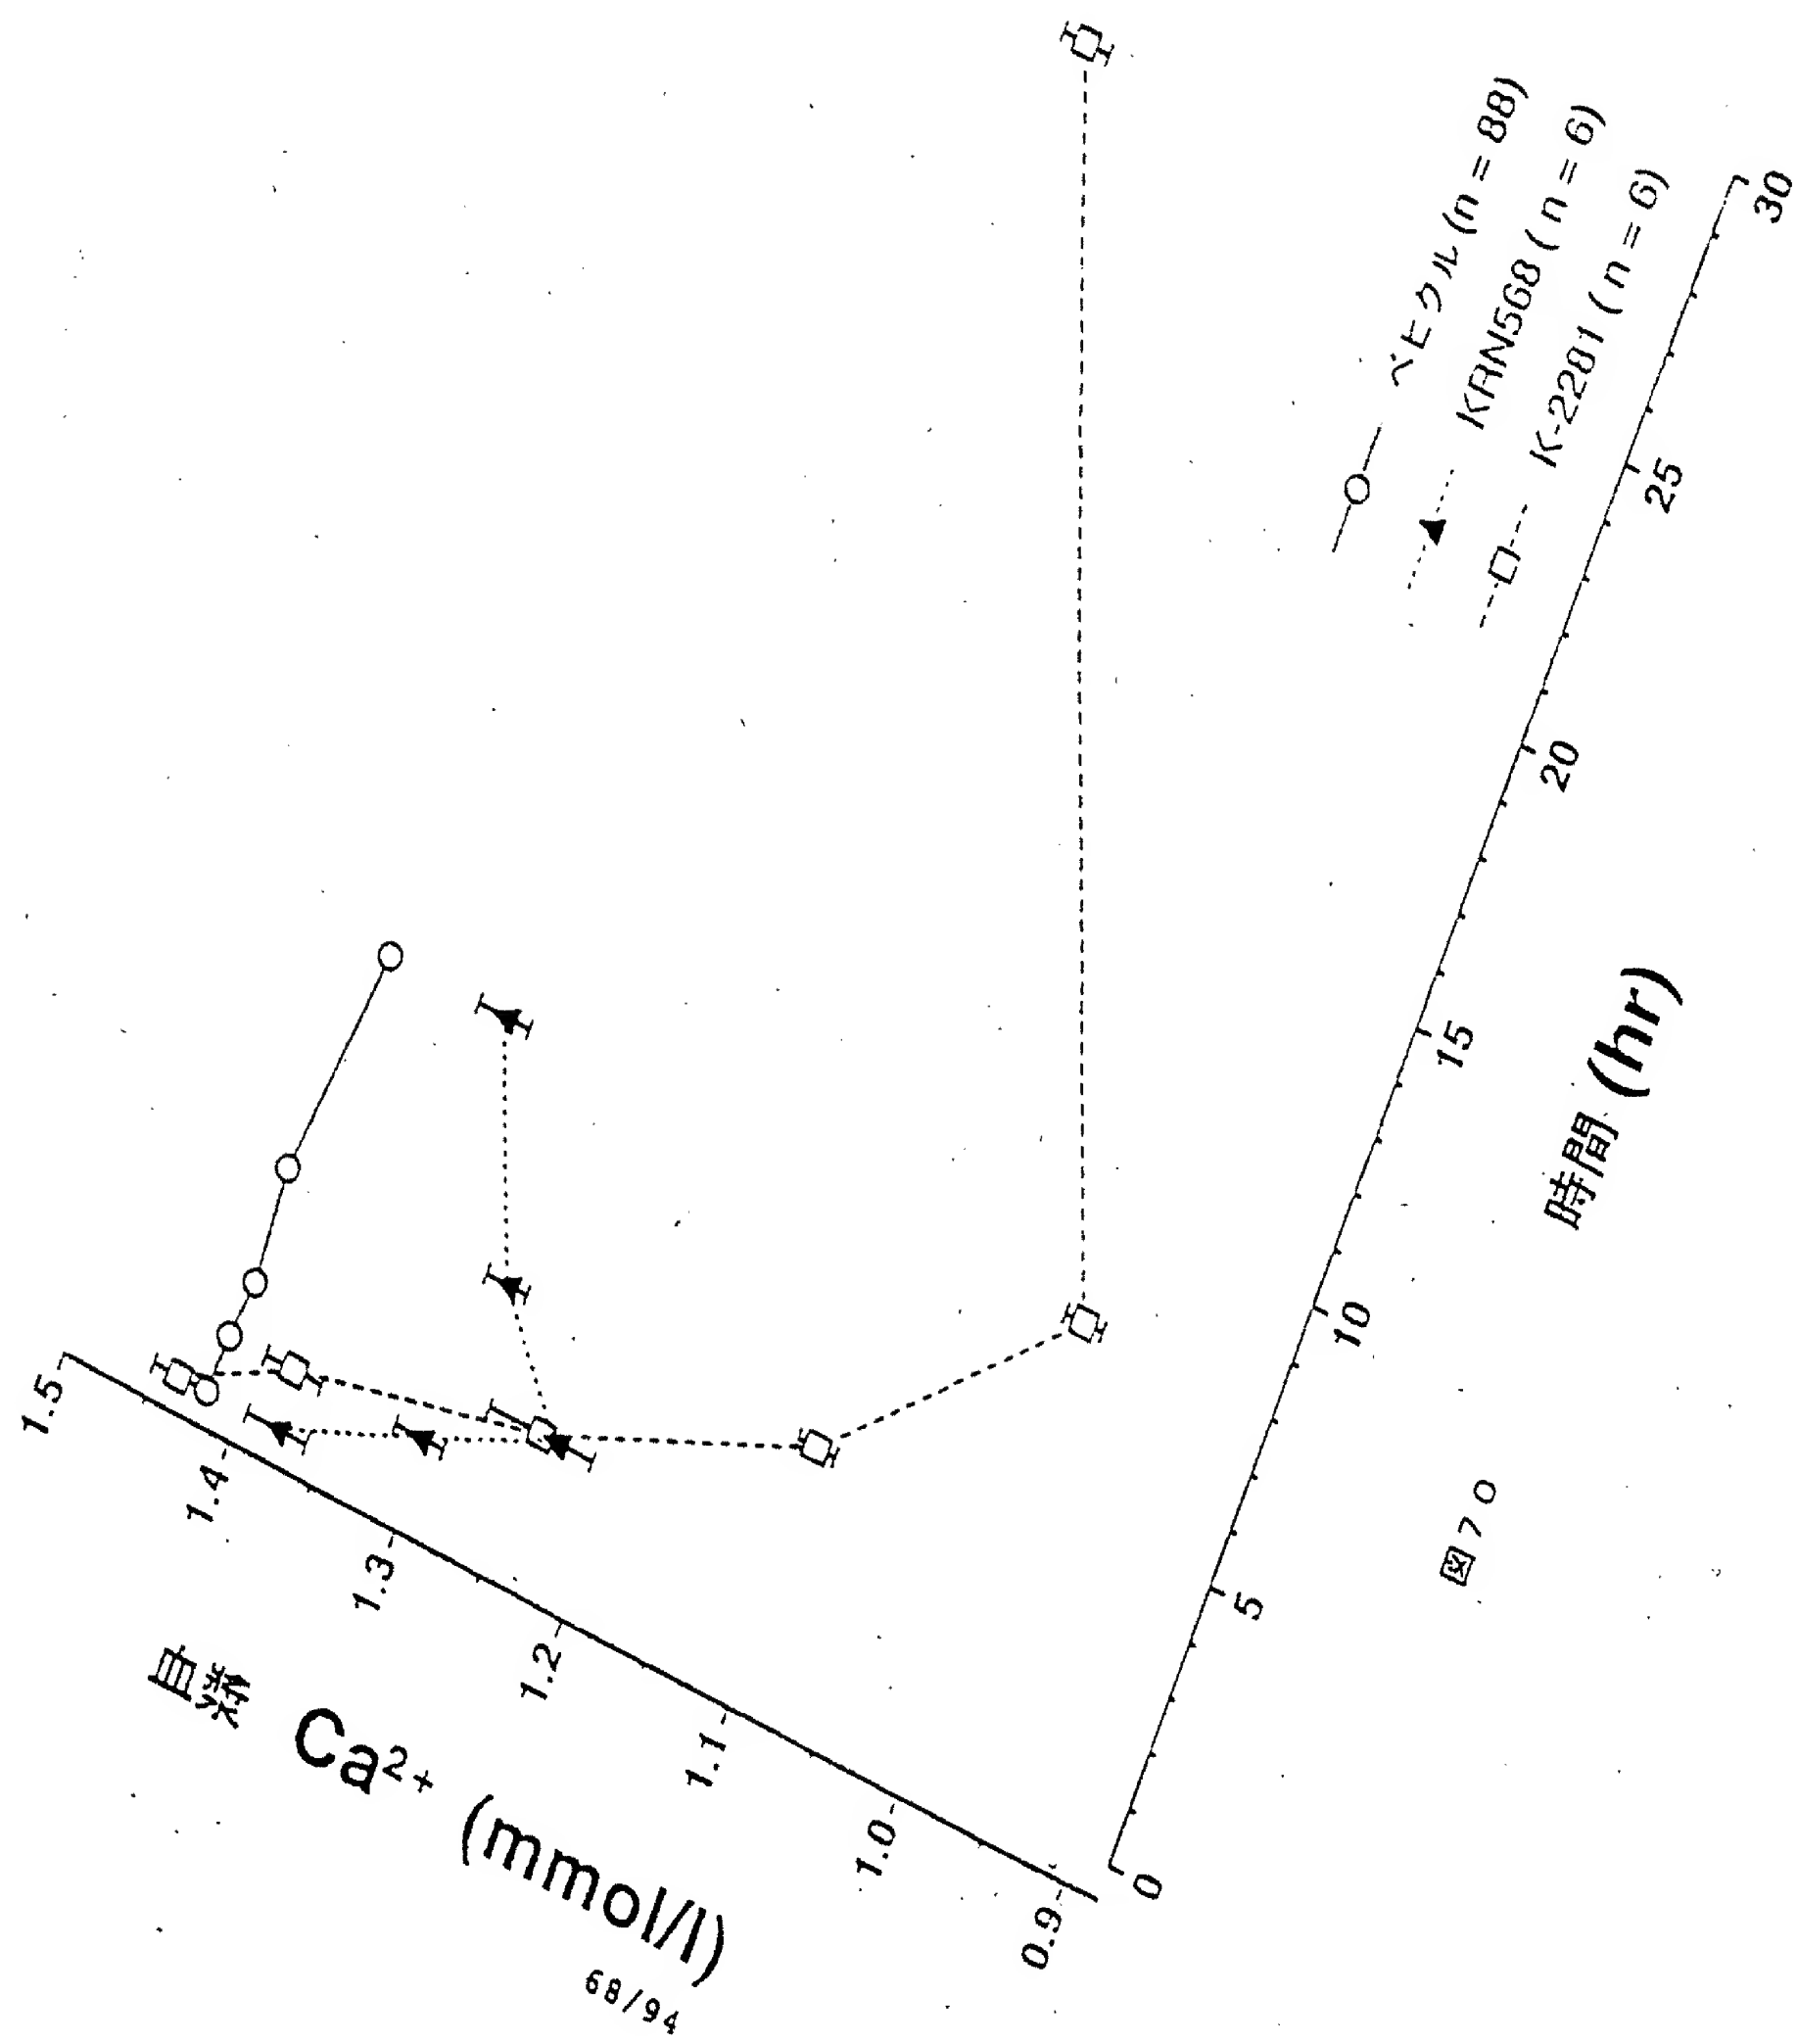 血漿 Ca²⁺ (mmol/l)
1.5
1.4
1.3
1.2
1.1
1.0
0.9
0
5
10
15
20
25
30
時間 (hr)
ベヒクル (n = 88)
KRN568 (n = 6)
K-2281 (n = 6)
図70
68/94